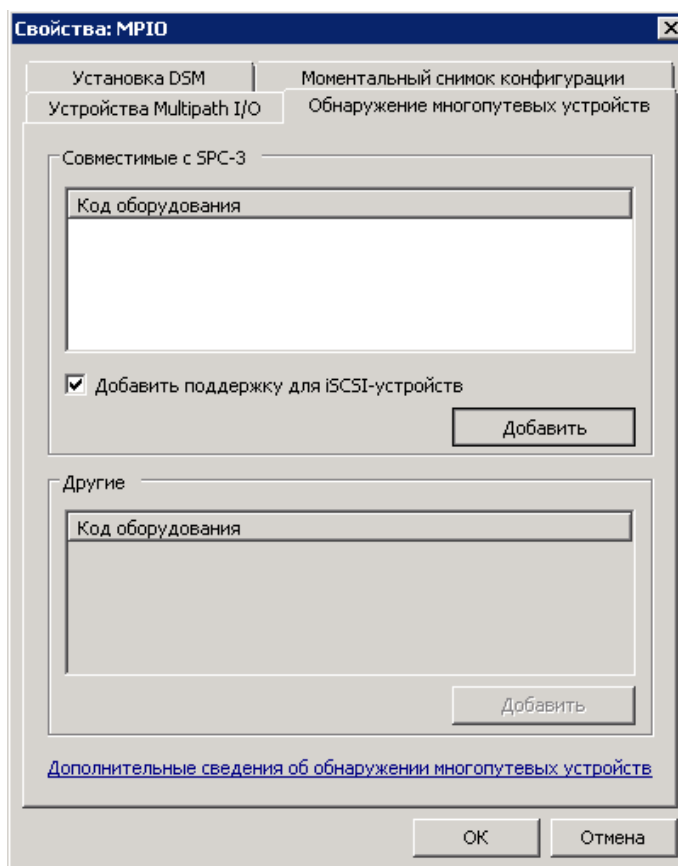 Свойства: MPIO
Установка DSM
Моментальный снимок конфигурации
Устройства Multipath I/O
Обнаружение многопутевых устройств
Совместимые с SPC-3
Код оборудования
Добавить поддержку для iSCSI-устройств
Добавить
Другие
Код оборудования
Добавить
Дополнительные сведения об обнаружении многопутевых устройств
ОК
Отмена